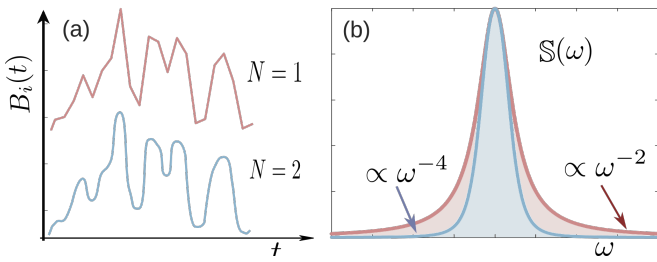 (a)
B_i(t)
N = 1
N = 2
t
(b)
𝕊(ω)
∝ ω^{-4}
∝ ω^{-2}
ω